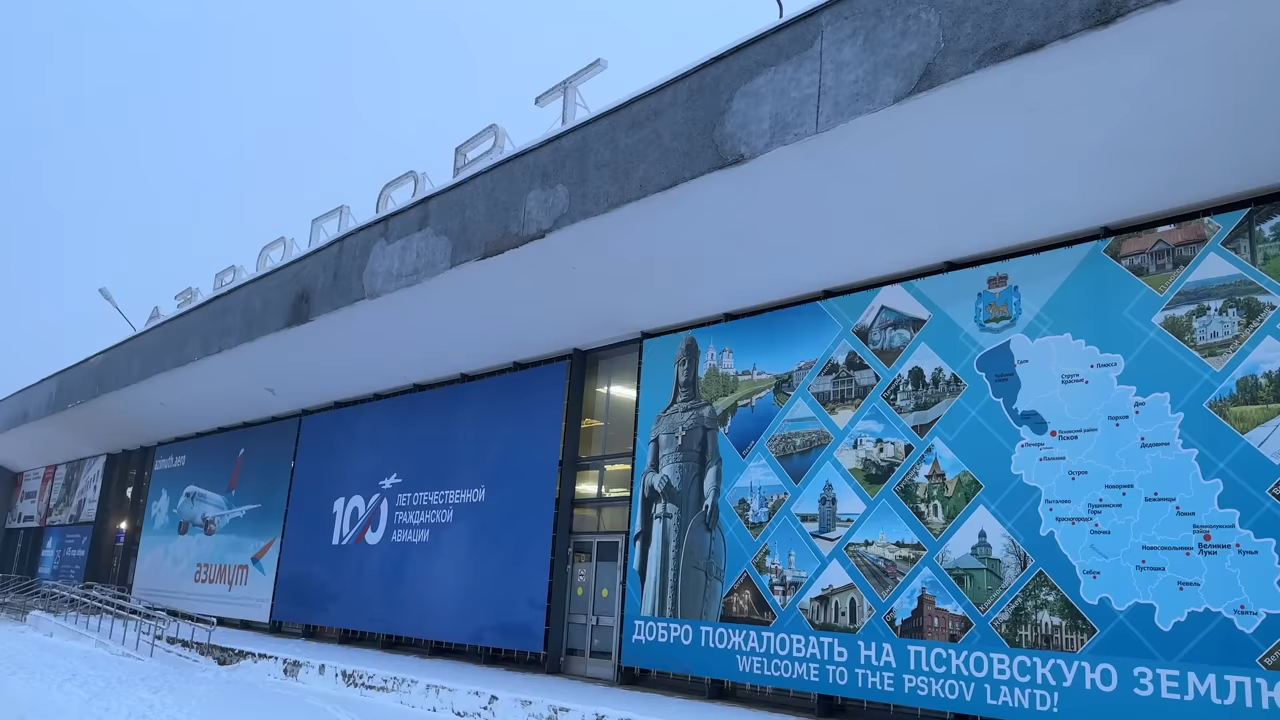 АЭРОПОРТ
azimuth.aero
азимут
100
ЛЕТ ОТЕЧЕСТВЕННОЙ
ГРАЖДАНСКОЙ
АВИАЦИИ
Гдов
Плюсса
Струги
Красные
Дно
Порхов
Псковский район
Псков
Печоры
Палкино
Дедовичи
Остров
Новоржев
Бежаницы
Пыталово
Пушкинские
Горы
Локня
Красногородск
Опочка
Великолукский
район
Великие
Луки
Новосокольники
Кунья
Пустошка
Себеж
Невель
Усвяты
ДОБРО ПОЖАЛОВАТЬ НА ПСКОВСКУЮ ЗЕМЛЮ
WELCOME TO THE PSKOV LAND!